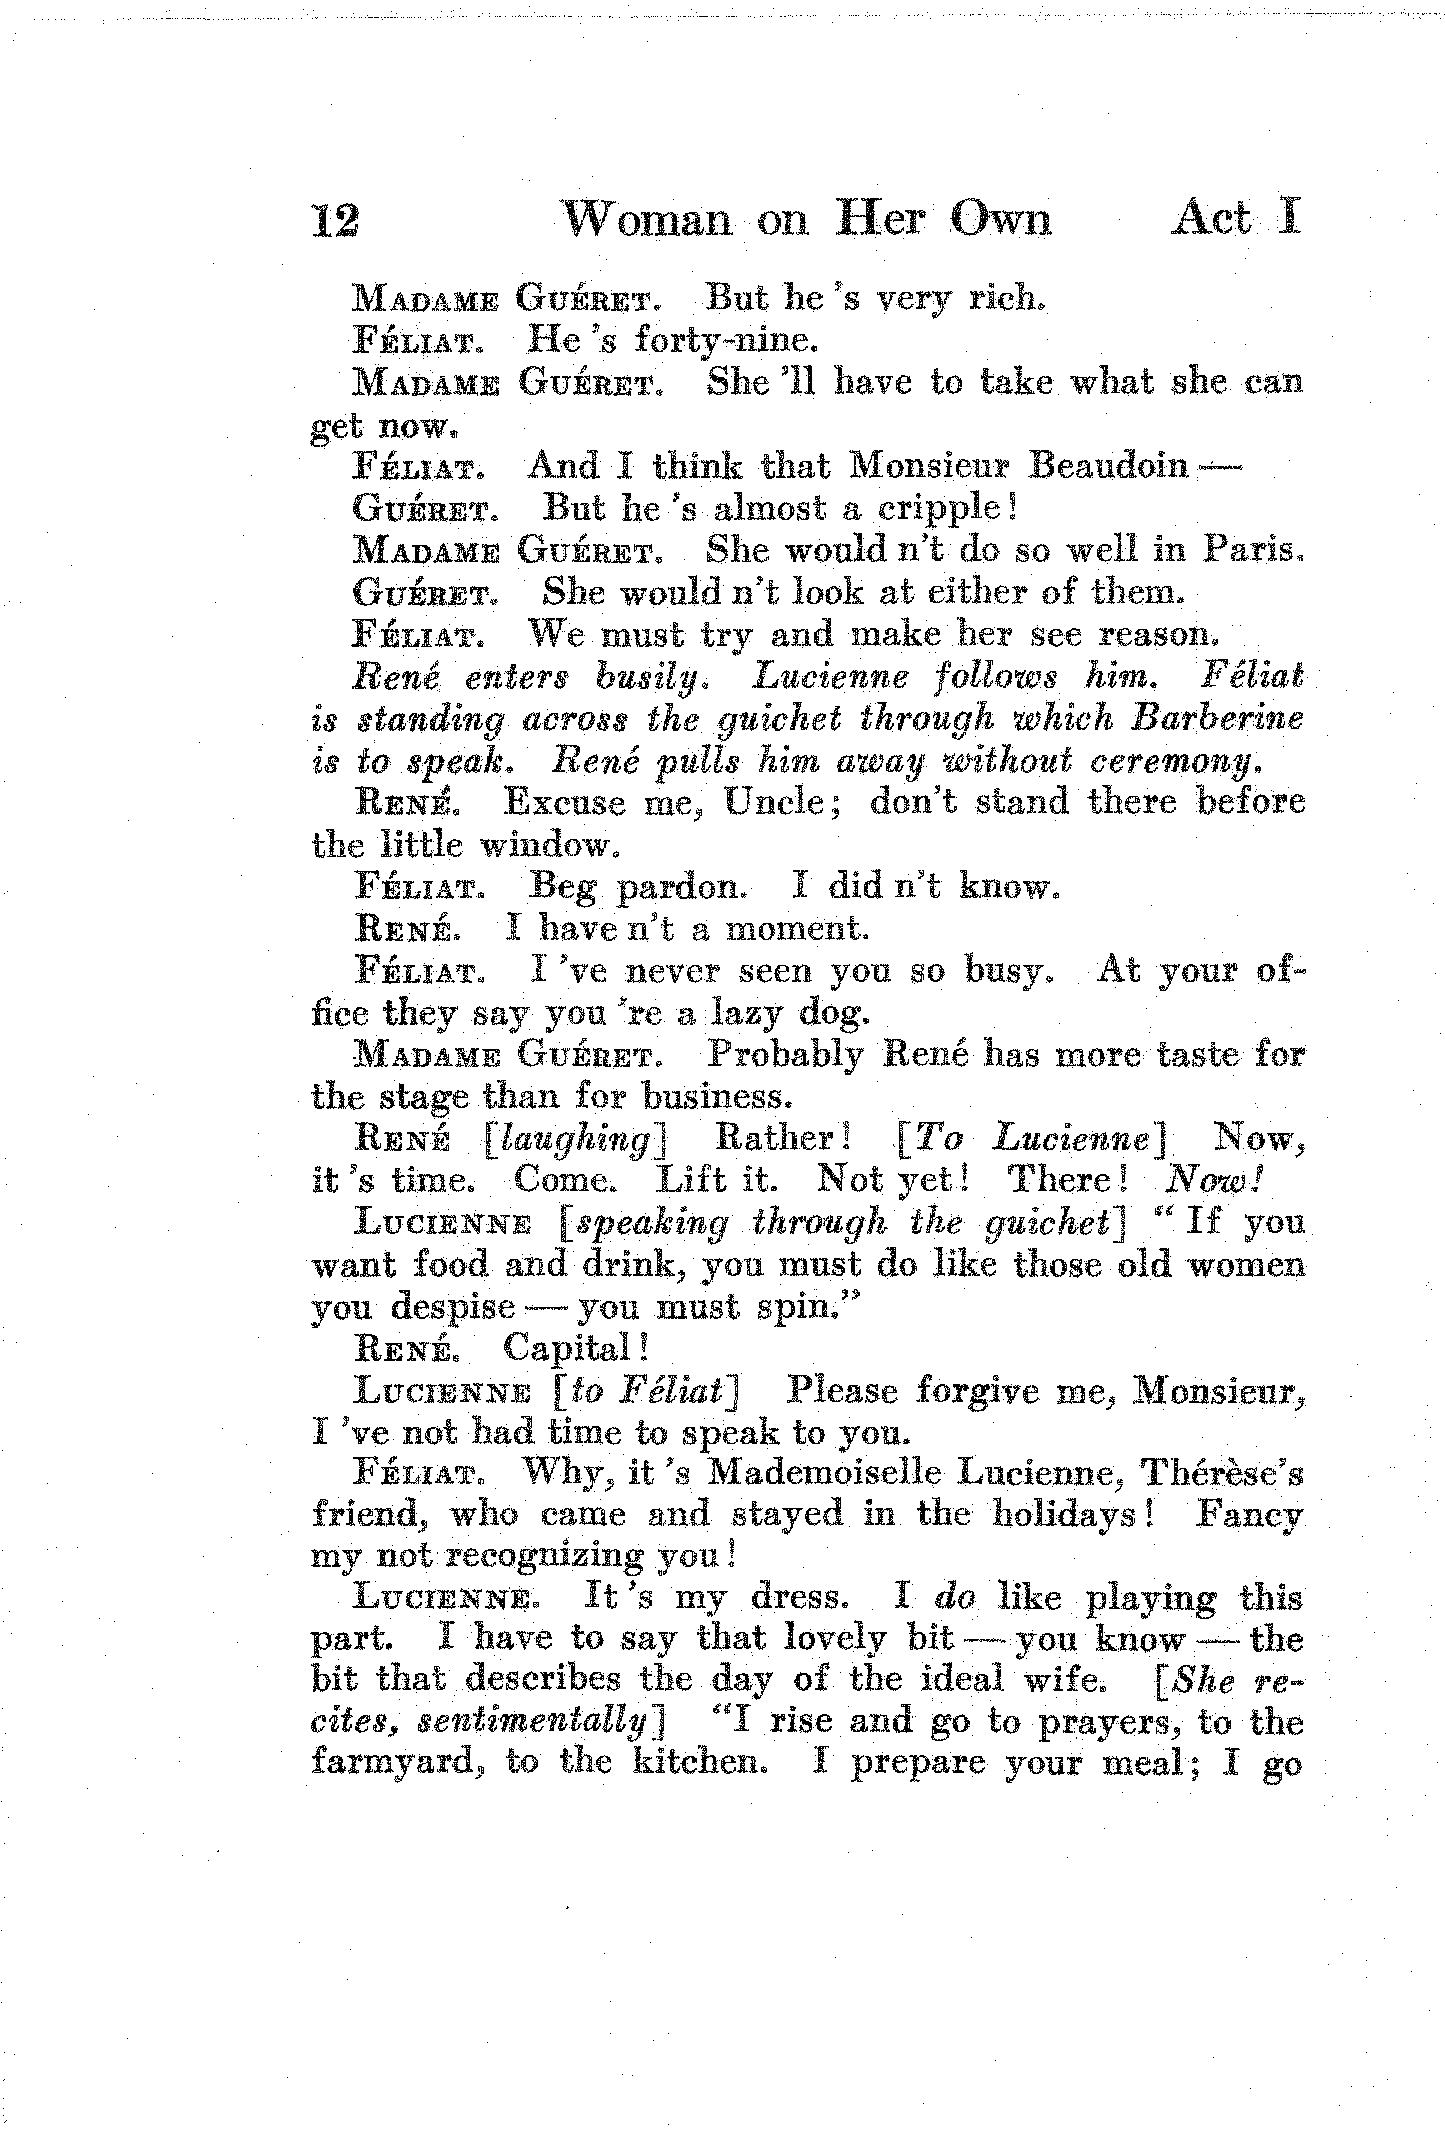 12 Woman on Her Own Act I
MADAME GUÉRET. But he's very rich.
FÉLIAT. He's forty-nine.
MADAME GUÉRET. She'll have to take what she can
get now.
FÉLIAT. And I think that Monsieur Beaudoin —
GUÉRET. But he's almost a cripple!
MADAME GUÉRET. She would n't do so well in Paris.
GUÉRET. She would n't look at either of them.
FÉLIAT. We must try and make her see reason.
René enters busily. Lucienne follows him. Féliat
is standing across the guichet through which Barberine
is to speak. René pulls him away without ceremony.
RENÉ. Excuse me, Uncle; don't stand there before
the little window.
FÉLIAT. Beg pardon. I did n't know.
RENÉ. I have n't a moment.
FÉLIAT. I 've never seen you so busy. At your of-
fice they say you 're a lazy dog.
MADAME GUÉRET. Probably René has more taste for
the stage than for business.
RENÉ [laughing] Rather! [To Lucienne] Now,
it 's time. Come. Lift it. Not yet! There! Now!
LUCIENNE [speaking through the guichet] "If you
want food and drink, you must do like those old women
you despise — you must spin."
RENÉ. Capital!
LUCIENNE [to Féliat] Please forgive me, Monsieur,
I 've not had time to speak to you.
FÉLIAT. Why, it 's Mademoiselle Lucienne, Thérèse's
friend, who came and stayed in the holidays! Fancy
my not recognizing you!
LUCIENNE. It 's my dress. I do like playing this
part. I have to say that lovely bit — you know — the
bit that describes the day of the ideal wife. [She re-
cites, sentimentally] "I rise and go to prayers, to the
farmyard, to the kitchen. I prepare your meal; I go